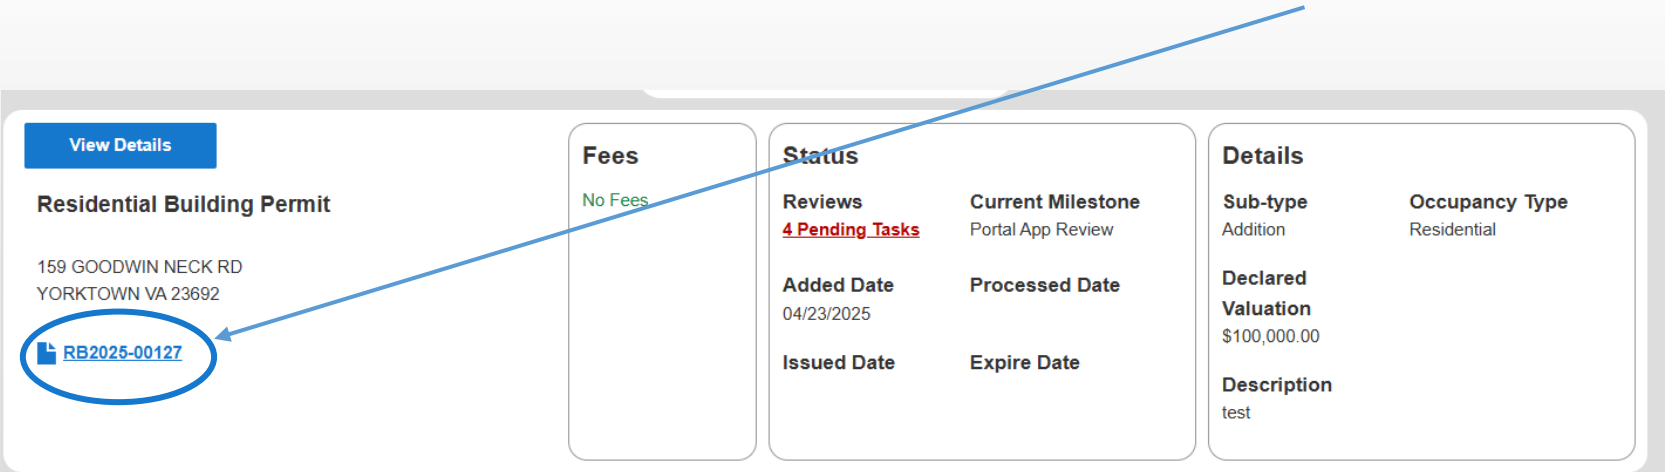 View Details
Residential Building Permit
159 GOODWIN NECK RD
YORKTOWN VA 23692
RB2025-00127
Fees
No Fees
Status
Reviews
4 Pending Tasks
Current Milestone
Portal App Review
Added Date
04/23/2025
Processed Date
Issued Date
Expire Date
Details
Sub-type
Addition
Occupancy Type
Residential
Declared
Valuation
$100,000.00
Description
test